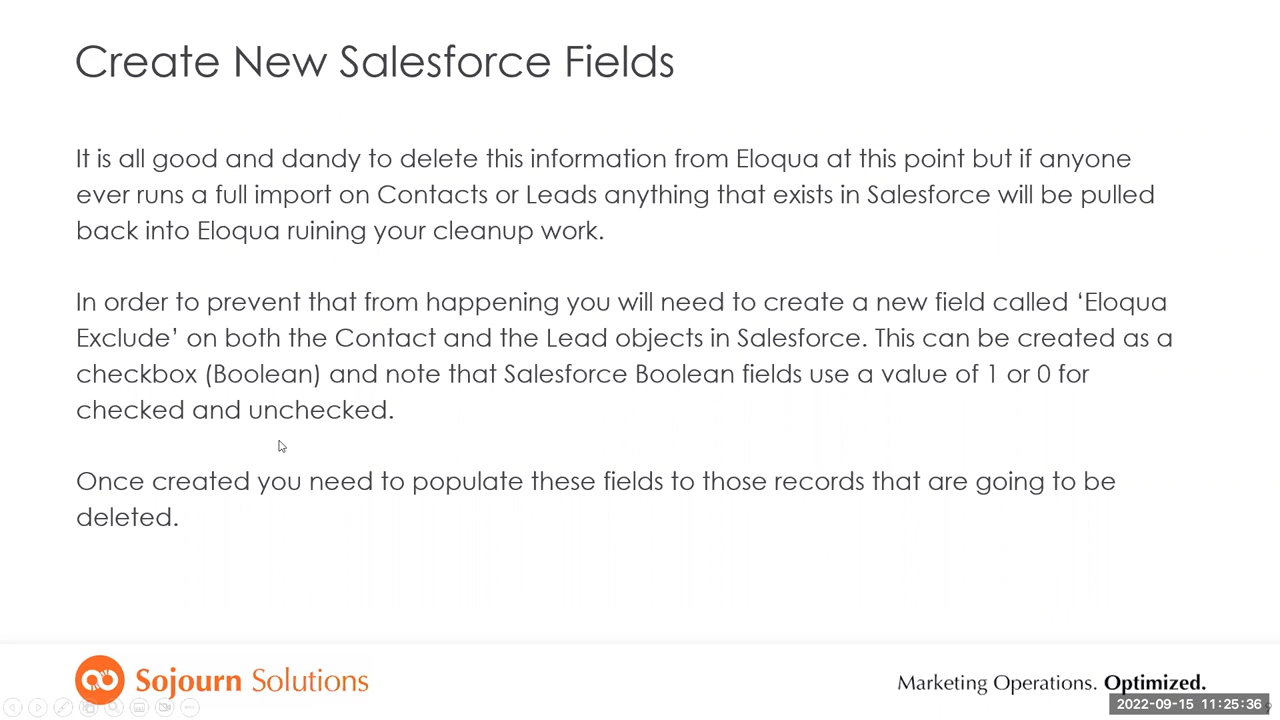 Create New Salesforce Fields
It is all good and dandy to delete this information from Eloqua at this point but if anyone
ever runs a full import on Contacts or Leads anything that exists in Salesforce will be pulled
back into Eloqua ruining your cleanup work.
In order to prevent that from happening you will need to create a new field called ‘Eloqua
Exclude’ on both the Contact and the Lead objects in Salesforce. This can be created as a
checkbox (Boolean) and note that Salesforce Boolean fields use a value of 1 or 0 for
checked and unchecked.
Once created you need to populate these fields to those records that are going to be
deleted.
Sojourn Solutions
Marketing Operations. Optimized.
2022-09-15 11:25:36